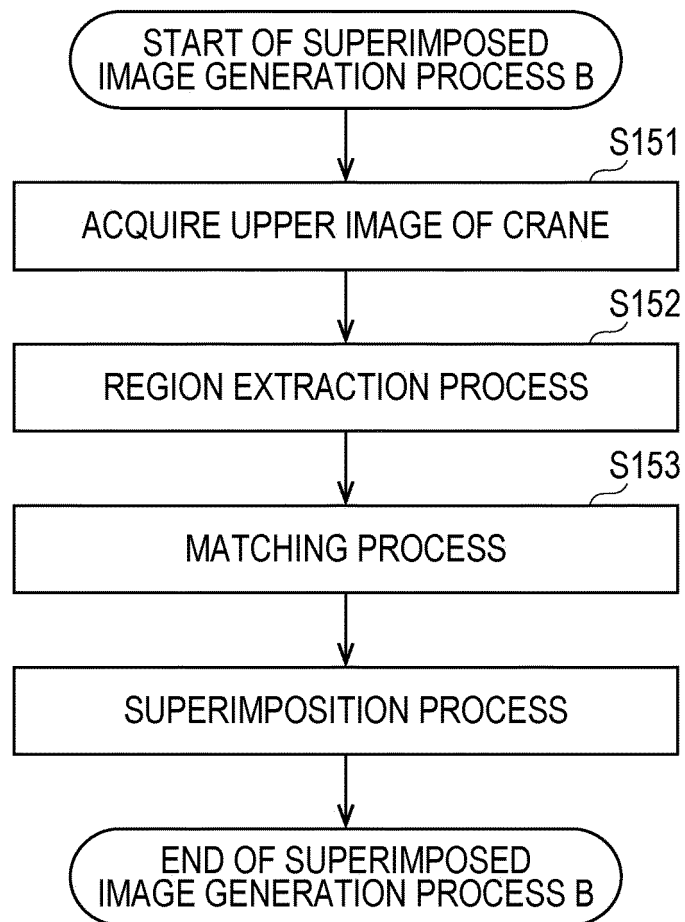 START OF SUPERIMPOSED
IMAGE GENERATION PROCESS B
S151
ACQUIRE UPPER IMAGE OF CRANE
S152
REGION EXTRACTION PROCESS
S153
MATCHING PROCESS
SUPERIMPOSITION PROCESS
END OF SUPERIMPOSED
IMAGE GENERATION PROCESS B